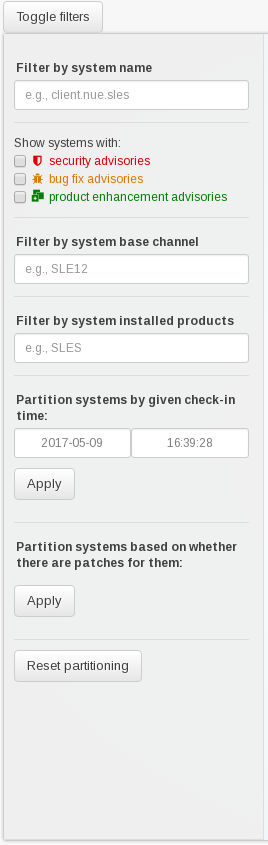 Toggle filters
Filter by system name
e.g., client.nue.sles
Show systems with:
security advisories
bug fix advisories
product enhancement advisories
Filter by system base channel
e.g., SLE12
Filter by system installed products
e.g., SLES
Partition systems by given check-in
time:
2017-05-09 16:39:28
Apply
Partition systems based on whether
there are patches for them:
Apply
Reset partitioning